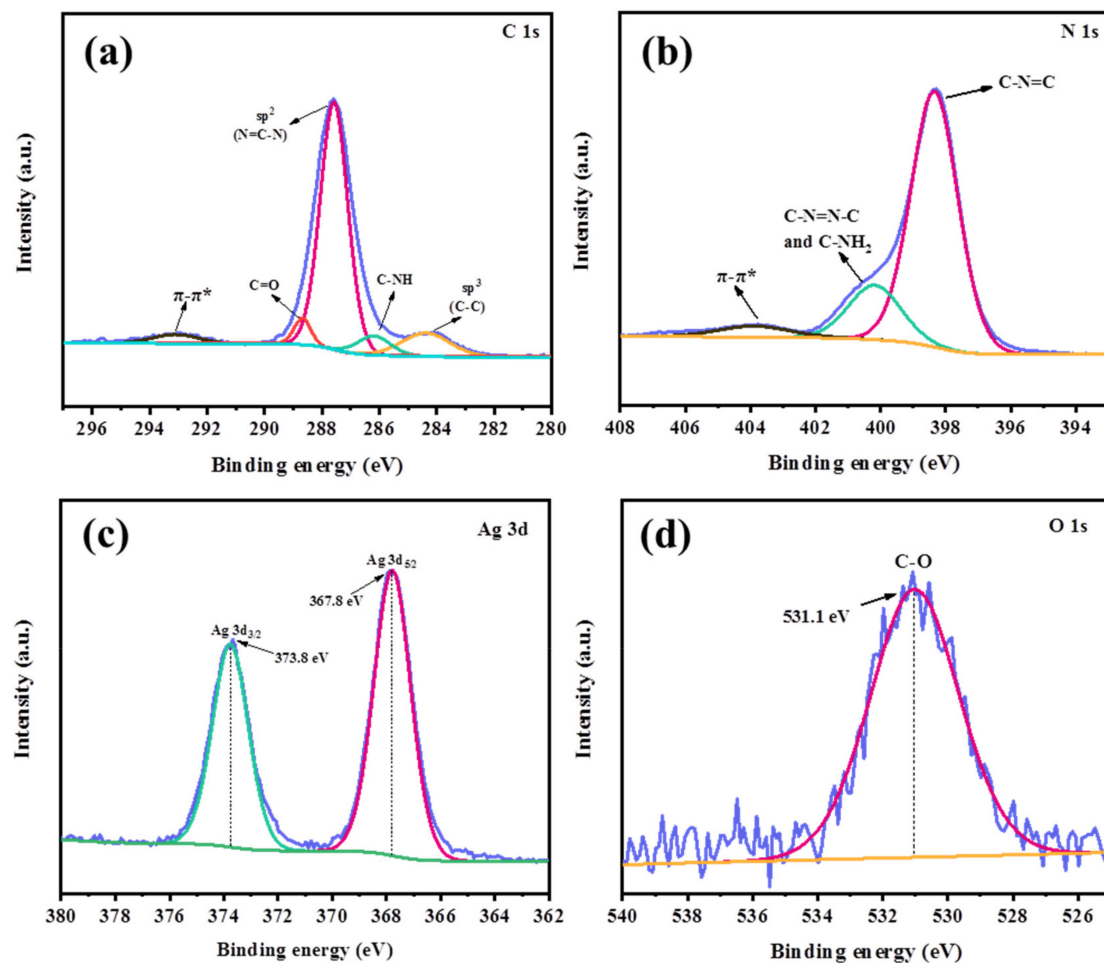 (a)
C 1s
sp2
(N=C-N)
C=O
C-NH
sp3
(C-C)
π-π*
Intensity (a.u.)
296 294 292 290 288 286 284 282 280
Binding energy (eV)
(b)
N 1s
C-N=C
C-N=N-C
and C-NH2
π-π*
Intensity (a.u.)
408 406 404 402 400 398 396 394
Binding energy (eV)
(c)
Ag 3d
Ag 3d52
367.8 eV
Ag 3d3/2
373.8 eV
Intensity (a.u.)
380 378 376 374 372 370 368 366 364 362
Binding energy (eV)
(d)
O 1s
C-O
531.1 eV
Intensity (a.u.)
540 538 536 534 532 530 528 526
Binding energy (eV)